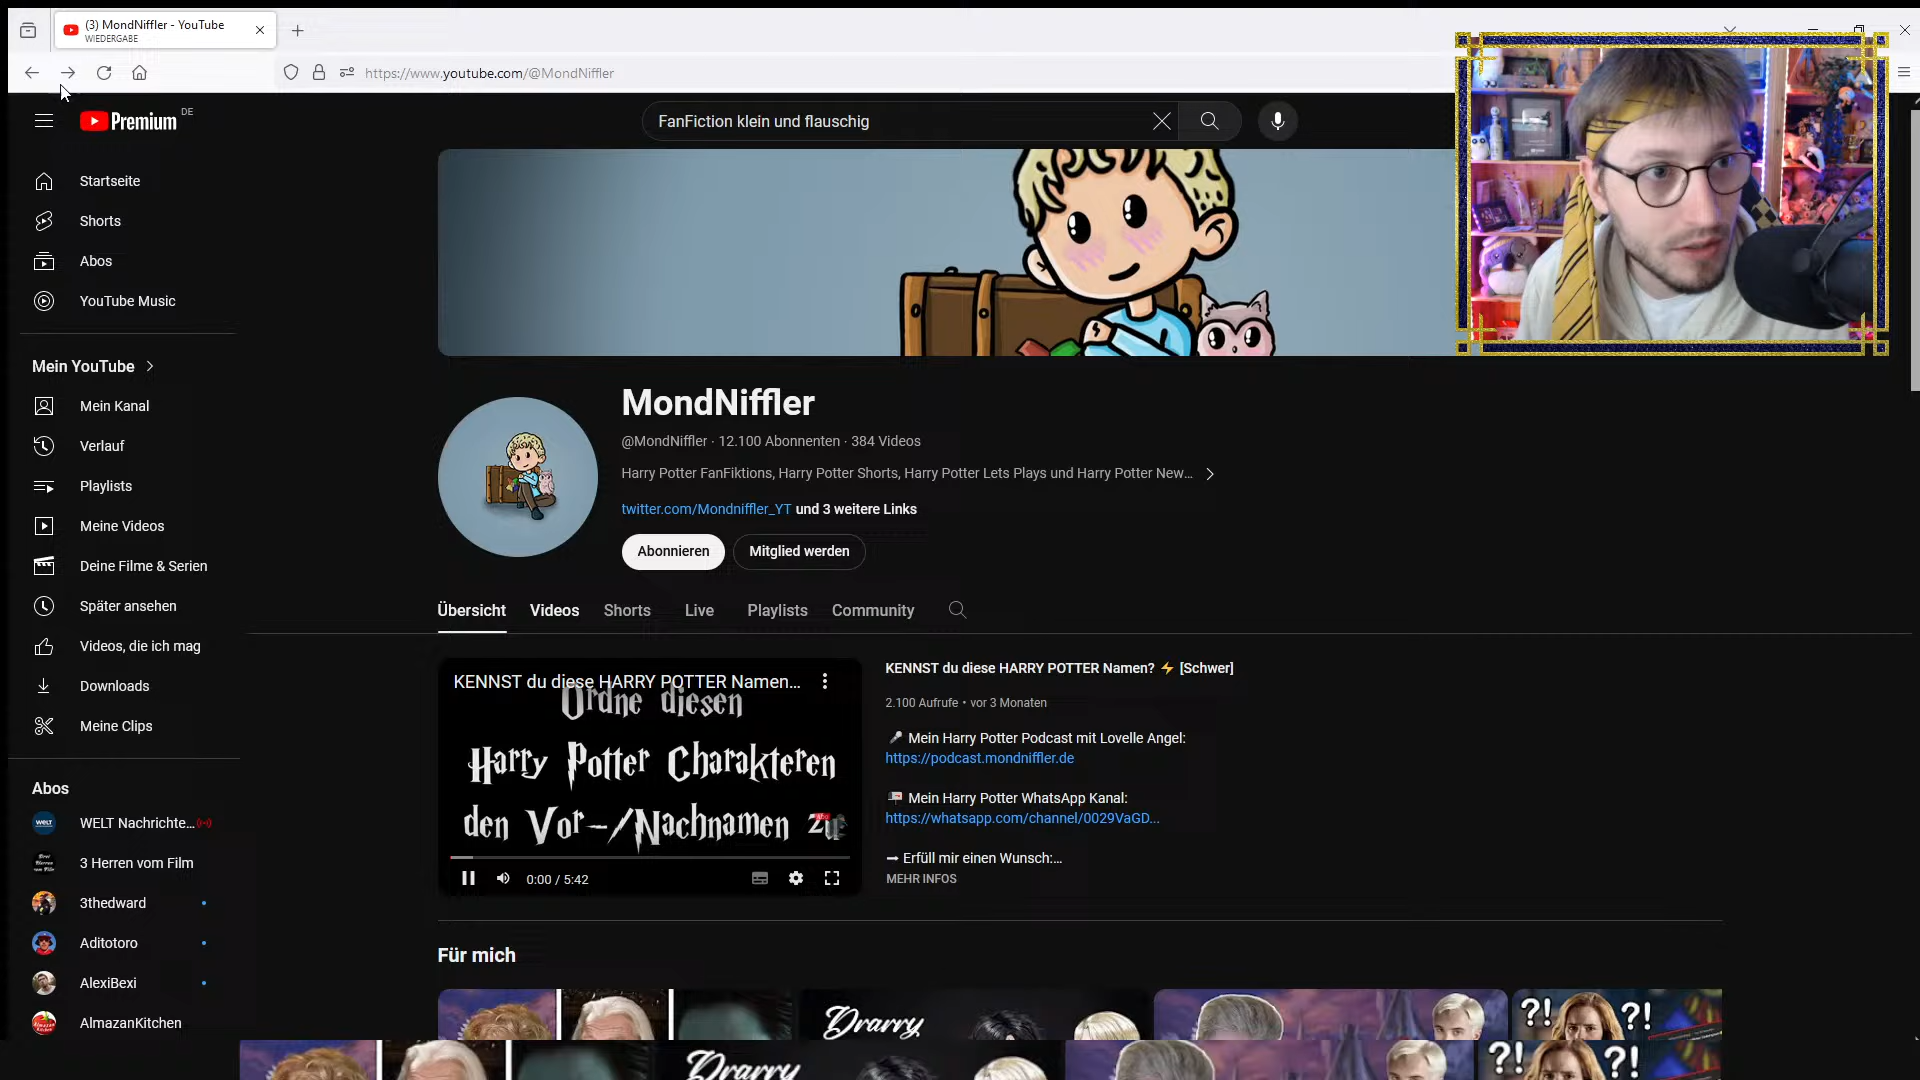 (3) MondNiffler - YouTube
WIEDERGABE
https://www.youtube.com/@MondNiffler
Premium DE
FanFiction klein und flauschig
Startseite
Shorts
Abos
YouTube Music
Mein YouTube
Mein Kanal
Verlauf
Playlists
Meine Videos
Deine Filme & Serien
Später ansehen
Videos, die ich mag
Downloads
Meine Clips
Abos
WELT Nachrichte...
3 Herren vom Film
3thedward
Aditotoro
AlexiBexi
AlmazanKitchen
MondNiffler
@MondNiffler · 12.100 Abonnenten · 384 Videos
Harry Potter FanFiktions, Harry Potter Shorts, Harry Potter Lets Plays und Harry Potter New...
twitter.com/Mondniffler_YT und 3 weitere Links
Abonnieren
Mitglied werden
Übersicht
Videos
Shorts
Live
Playlists
Community
KENNST du diese HARRY POTTER Namen...
Ordne diesen
Harry Potter Charakteren
den Vor-/Nachnamen zu
0:00 / 5:42
KENNST du diese HARRY POTTER Namen? ⚡ [Schwer]
2.100 Aufrufe • vor 3 Monaten
🎤 Mein Harry Potter Podcast mit Lovelle Angel:
https://podcast.mondniffler.de
Mein Harry Potter WhatsApp Kanal:
https://whatsapp.com/channel/0029VaGD...
➞ Erfüll mir einen Wunsch:...
MEHR INFOS
Für mich
Drarry
?! ?!
Drarry
?! ?!